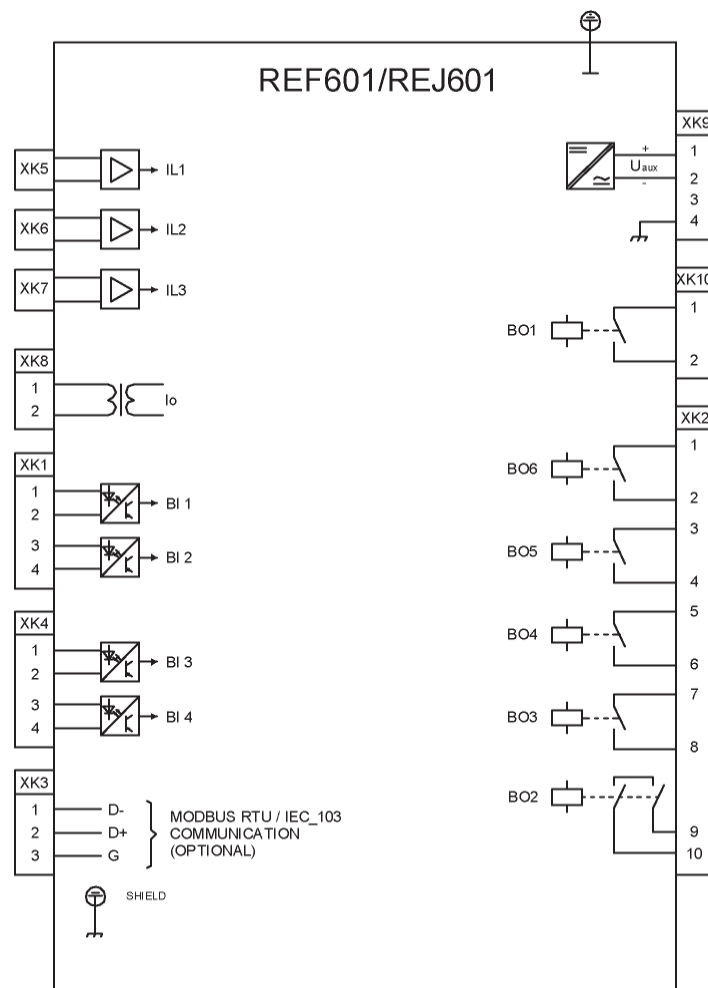 REF601/REJ601
XK5
IL1
XK6
IL2
XK7
IL3
XK8
1
2
Io
XK1
1
2
BI 1
3
4
BI 2
XK4
1
2
BI 3
3
4
BI 4
XK3
1
D-
2
D+
3
G
MODBUS RTU / IEC_103
COMMUNICATION
(OPTIONAL)
SHIELD
XK9
1
+
Uaux
2
-
3
4
XK10
BO1
1
2
XK2
BO6
1
2
BO5
3
4
BO4
5
6
BO3
7
8
BO2
9
10